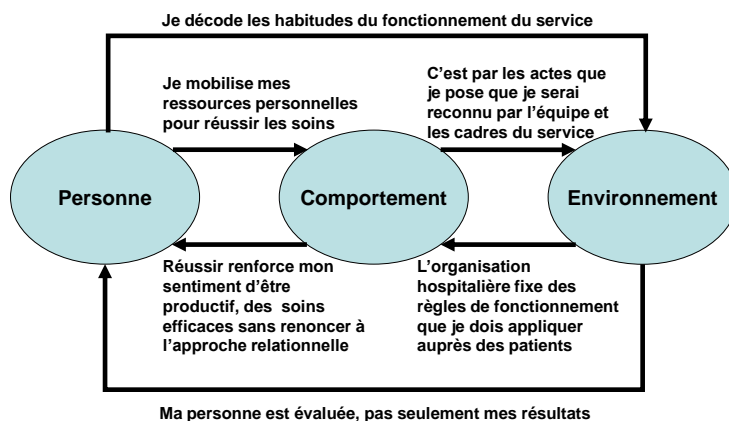 Je décode les habitudes du fonctionnement du service
Je mobilise mes
ressources personnelles
pour réussir les soins
C'est par les actes que
je pose que je serai
reconnu par l'équipe et
les cadres du service
Personne
Comportement
Environnement
Réussir renforce mon
sentiment d'être
productif, des  soins
efficaces sans renoncer à
l'approche relationnelle
L'organisation
hospitalière fixe des
règles de fonctionnement
que je dois appliquer
auprès des patients
Ma personne est évaluée, pas seulement mes résultats